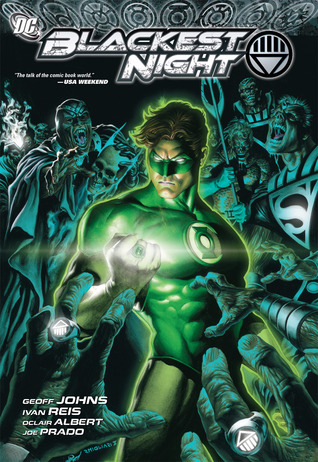 DC
BLACKEST
NIGHT
"The talk of the comic book world."
—USA WEEKEND
GEOFF JOHNS
IVAN REIS
OCLAIR ALBERT
JOE PRADO